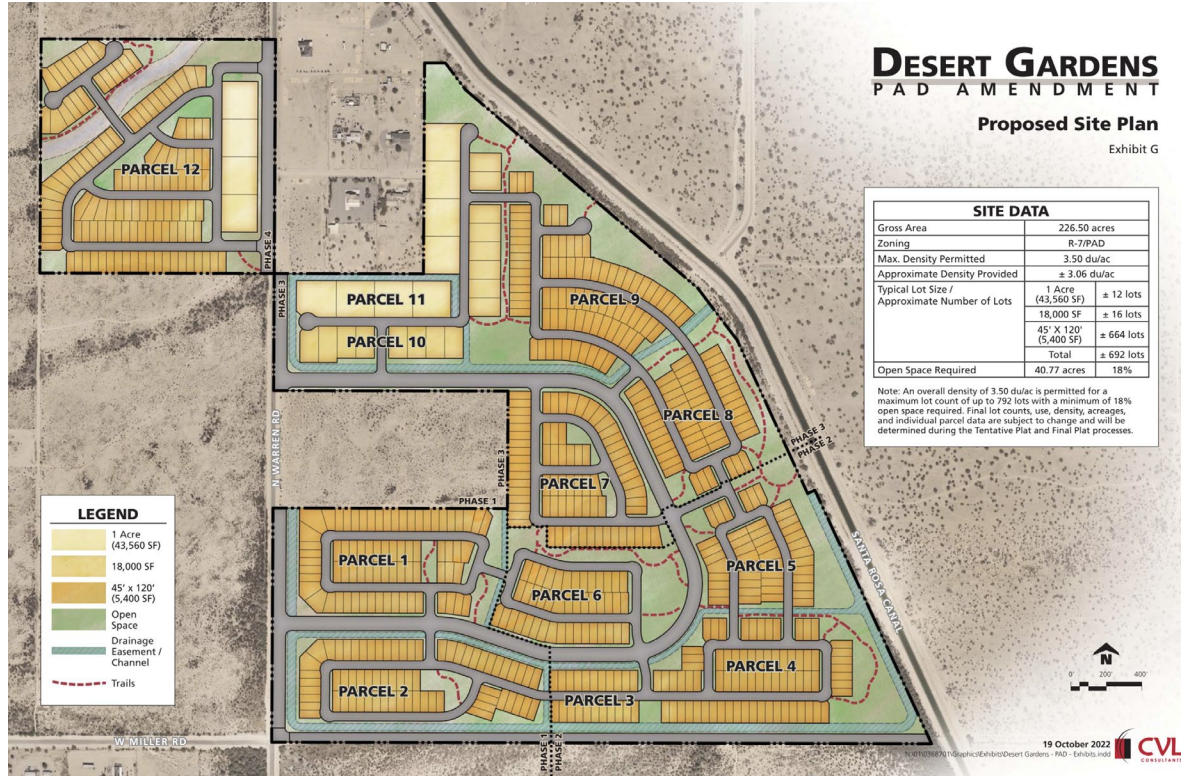 DESERT GARDENS
PAD AMENDMENT
Proposed Site Plan
Exhibit G
SITE DATA
Gross Area 226.50 acres
Zoning R-7/PAD
Max. Density Permitted 3.50 du/ac
Approximate Density Provided ± 3.06 du/ac
Typical Lot Size /
Approximate Number of Lots
1 Acre
(43,560 SF) ± 12 lots
18,000 SF ± 16 lots
45' X 120'
(5,400 SF) ± 664 lots
Total ± 692 lots
Open Space Required 40.77 acres 18%
Note: An overall density of 3.50 du/ac is permitted for a
maximum lot count of up to 792 lots with a minimum of 18%
open space required. Final lot counts, use, density, acreages,
and individual parcel data are subject to change and will be
determined during the Tentative Plat and Final Plat processes.
PARCEL 12
PHASE 4
PHASE 3
PARCEL 11
PARCEL 10
PARCEL 9
PARCEL 8
PHASE 3
PHASE 2
N WARREN RD
PHASE 3
PARCEL 7
PHASE 1
PARCEL 1
PARCEL 6
PARCEL 5
SANTA ROSA CANAL
PARCEL 2
PARCEL 3
PARCEL 4
W MILLER RD
PHASE 1
PHASE 2
LEGEND
1 Acre
(43,560 SF)
18,000 SF
45' x 120'
(5,400 SF)
Open
Space
Drainage
Easement /
Channel
Trails
N
0' 200' 400'
19 October 2022
CVL
CONSULTANTS